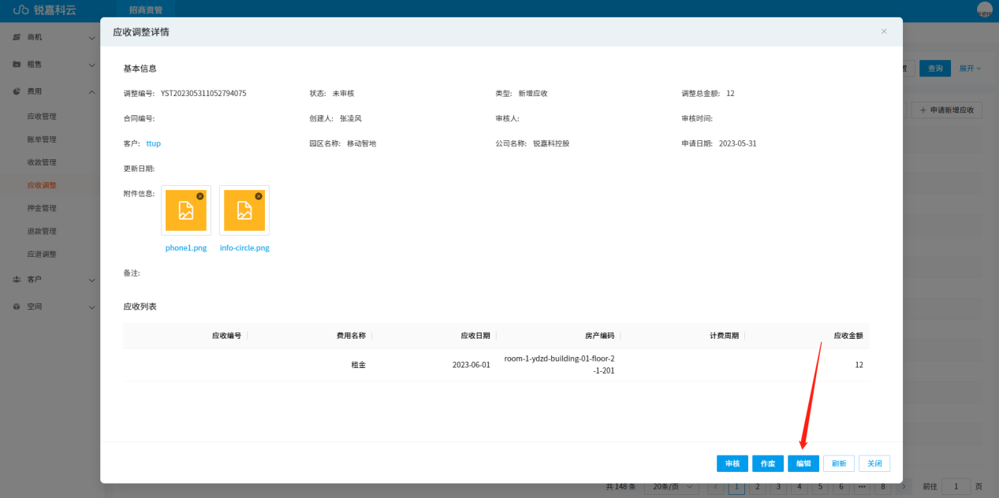 锐嘉科云
招商资管
应收调整详情
商机
租售
费用
应收管理
账单管理
收款管理
应收调整
押金管理
退款管理
应退调整
客户
空间
查询
展开
申请新增应收
基本信息
调整编号: YST202305311052794075
状态: 未审核
类型: 新增应收
调整总金额: 12
合同编号:
创建人: 张凌风
审核人:
审核时间:
客户: ttup
园区名称: 移动智地
公司名称: 锐嘉科控股
申请日期: 2023-05-31
更新日期:
附件信息:
phone1.png
info-circle.png
备注:
应收列表
应收编号 费用名称 应收日期 房产编码 计费周期 应收金额
租金 2023-06-01 room-1-ydzd-building-01-floor-2 12
-1-201
审核 作废 编辑 刷新 关闭
共 148 条 20条/页 1 2 3 4 5 6 ••• 8 前往 1 页